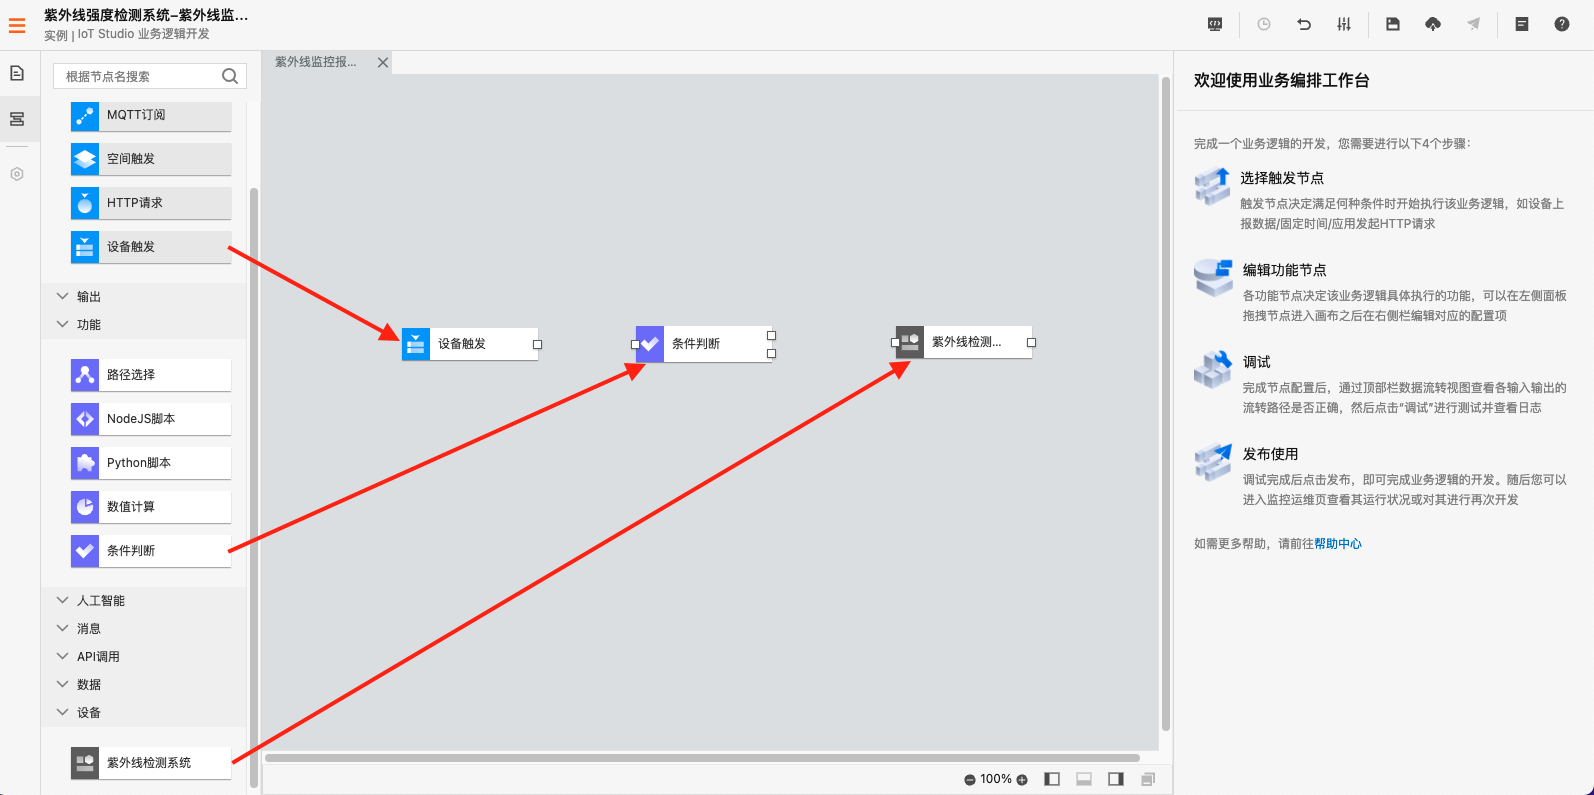 紫外线强度检测系统-紫外线监...
实例 | IoT Studio 业务逻辑开发
根据节点名搜索
MQTT订阅
空间触发
HTTP请求
设备触发
输出
功能
路径选择
NodeJS脚本
Python脚本
数值计算
条件判断
人工智能
消息
API调用
数据
设备
紫外线检测系统
紫外线监控报...
设备触发
条件判断
紫外线检测...
100%
欢迎使用业务编排工作台
完成一个业务逻辑的开发，您需要进行以下4个步骤：
选择触发节点
触发节点决定满足何种条件时开始执行该业务逻辑，如设备上
报数据/固定时间/应用发起HTTP请求
编辑功能节点
各功能节点决定该业务逻辑具体执行的功能，可以在左侧面板
拖拽节点进入画布之后在右侧栏编辑对应的配置项
调试
完成节点配置后，通过顶部栏数据流转视图查看各输入输出的
流转路径是否正确，然后点击“调试”进行测试并查看日志
发布使用
调试完成后点击发布，即可完成业务逻辑的开发。随后您可以
进入监控运维页查看其运行状况或对其进行再次开发
如需更多帮助，请前往帮助中心